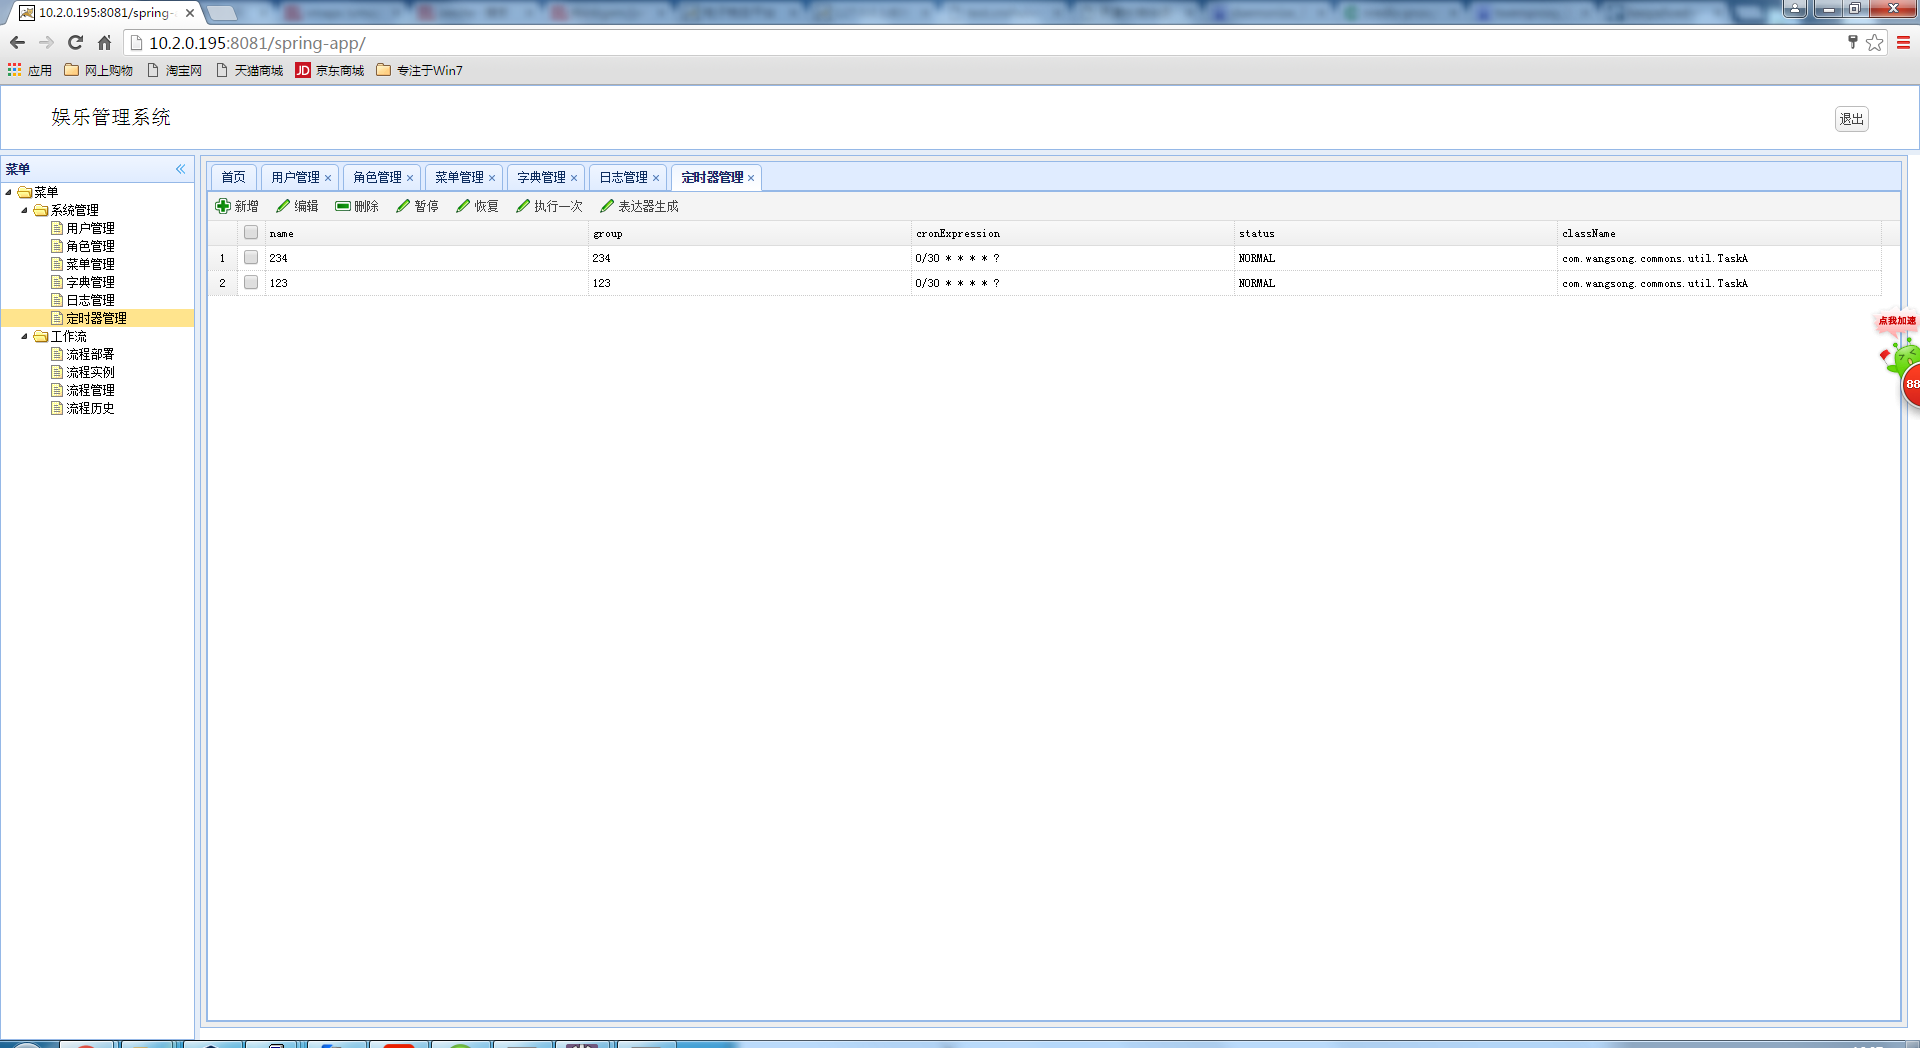 10.2.0.195:8081/spring-
10.2.0.195:8081/spring-app/
应用 网上购物 淘宝网 天猫商城 JD 京东商城 专注于Win7
娱乐管理系统
退出
菜单
菜单
系统管理
用户管理
角色管理
菜单管理
字典管理
日志管理
定时器管理
工作流
流程部署
流程实例
流程管理
流程历史
首页 用户管理 角色管理 菜单管理 字典管理 日志管理 定时器管理
新增 编辑 删除 暂停 恢复 执行一次 表达器生成
name group cronExpression status className
1 234 234 0/30 * * * * ? NORMAL com.wangsong.commons.util.TaskA
2 123 123 0/30 * * * * ? NORMAL com.wangsong.commons.util.TaskA
点我加速
88